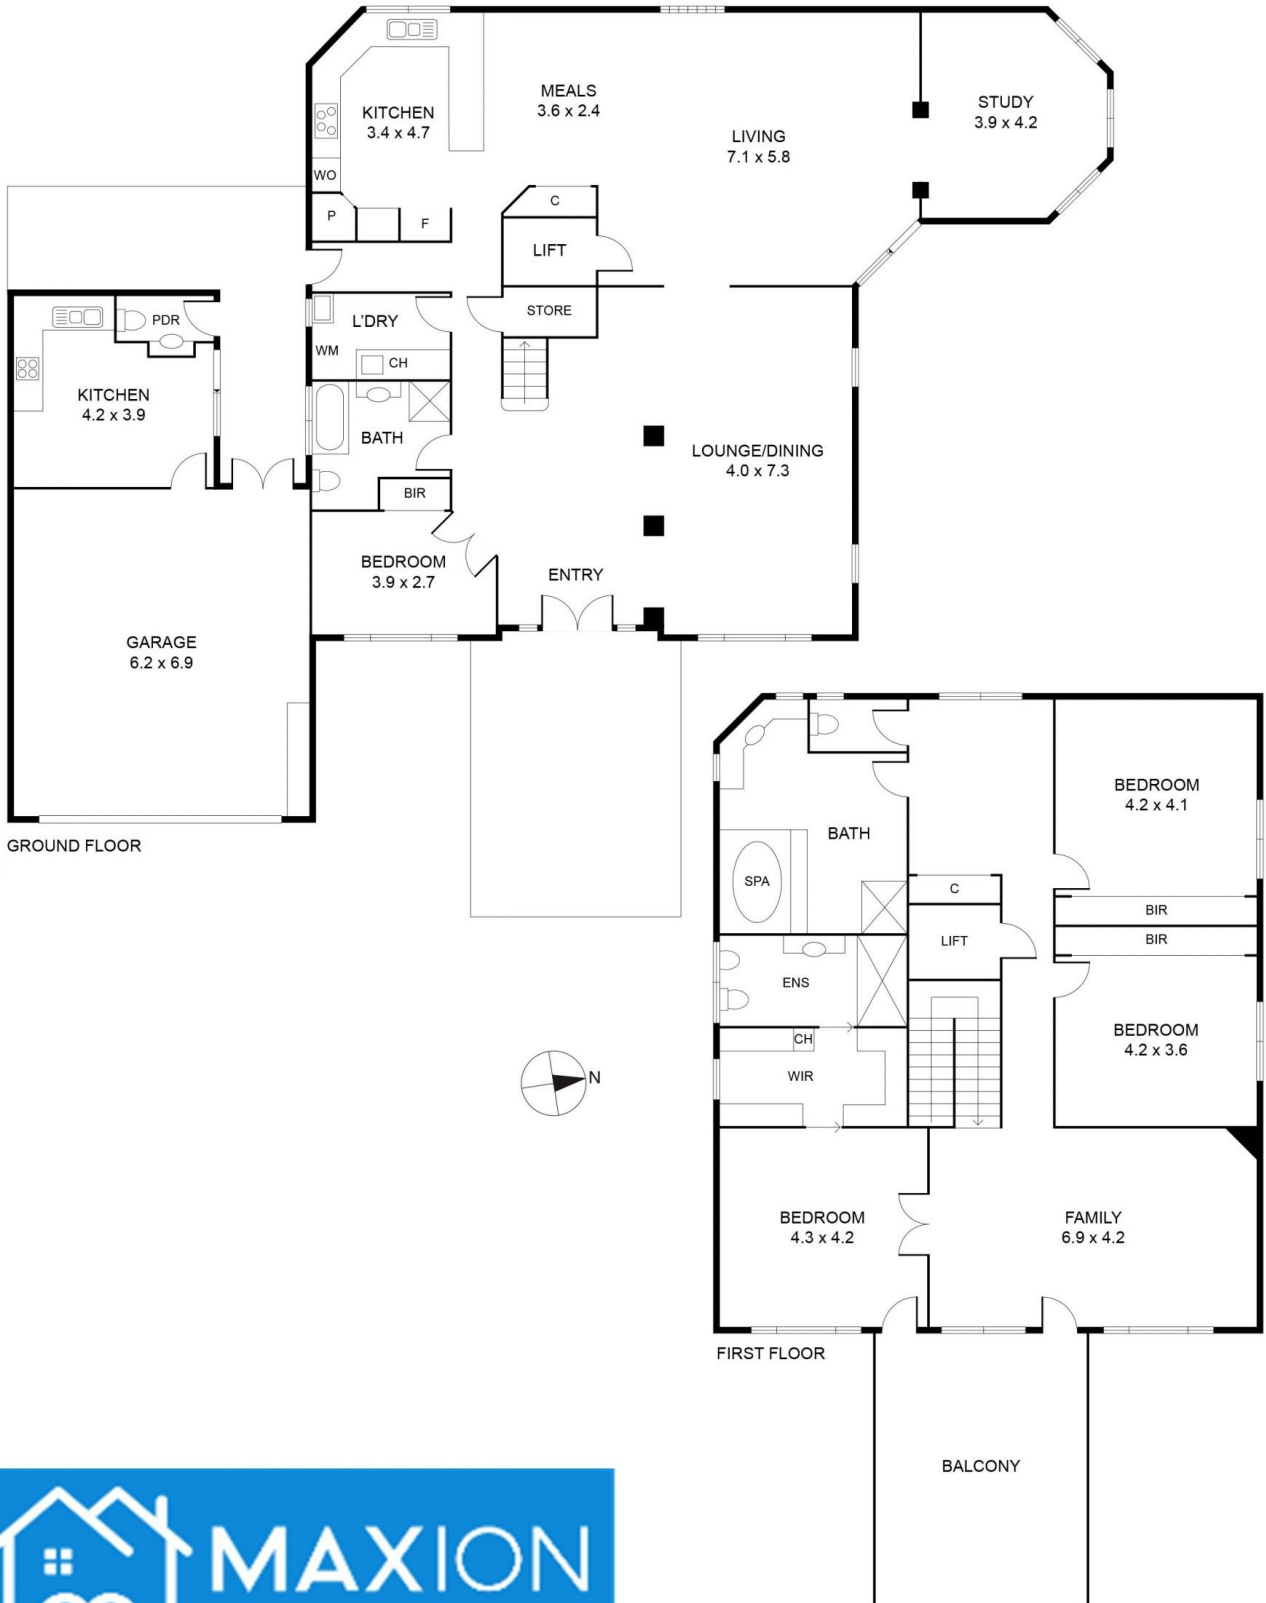 MEALS
3.6 x 2.4
KITCHEN
3.4 x 4.7
STUDY
3.9 x 4.2
LIVING
7.1 x 5.8
WO
P
F
C
LIFT
STORE
PDR
L'DRY
WM
CH
KITCHEN
4.2 x 3.9
BATH
BIR
LOUNGE/DINING
4.0 x 7.3
BEDROOM
3.9 x 2.7
ENTRY
GARAGE
6.2 x 6.9
GROUND FLOOR
BEDROOM
4.2 x 4.1
BATH
SPA
C
BIR
LIFT
BIR
ENS
BEDROOM
4.2 x 3.6
CH
WIR
N
BEDROOM
4.3 x 4.2
FAMILY
6.9 x 4.2
FIRST FLOOR
BALCONY
MAXION